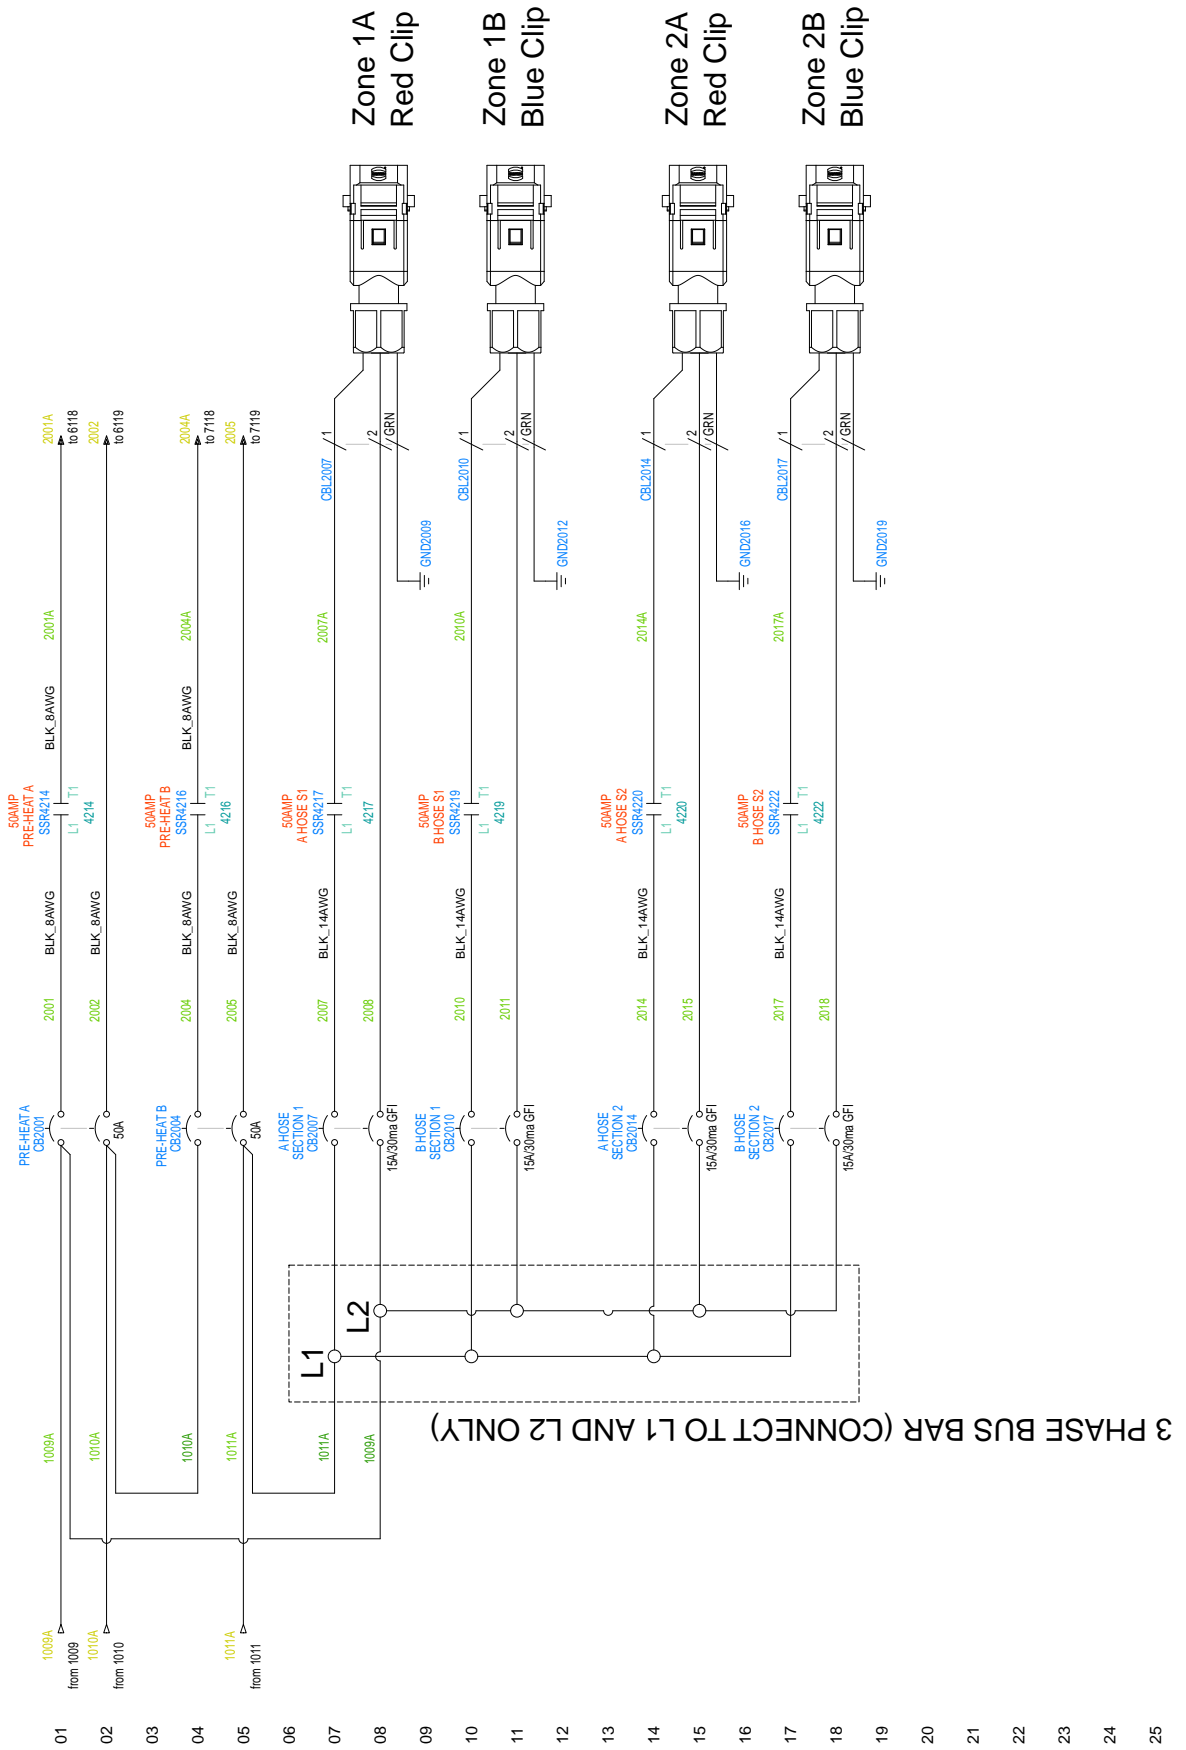 Zone 1A
Red Clip
Zone 1B
Blue Clip
Zone 2A
Red Clip
Zone 2B
Blue Clip
01
1009A
from 1009
1009A
PRE-HEAT A
CB2001
2001
BLK_8AWG
50AMP
PRE-HEAT A
SSR4214
L1
T1
4214
BLK_8AWG
2001A
2001A
to 6118
02
1010A
from 1010
1010A
50A
2002
BLK_8AWG
2002
to 6119
03
04
1010A
PRE-HEAT B
CB2004
2004
BLK_8AWG
50AMP
PRE-HEAT B
SSR4216
L1
T1
4216
BLK_8AWG
2004A
2004A
to 7118
05
1011A
from 1011
1011A
50A
2005
BLK_8AWG
2005
to 7119
06
07
1011A
L1
A HOSE
SECTION 1
CB2007
2007
BLK_14AWG
50AMP
A HOSE S1
SSR4217
L1
T1
4217
2007A
CBL2007
1
08
1009A
L2
15A/30ma GFI
2008
2
GRN
09
GND2009
10
B HOSE
SECTION 1
CB2010
2010
BLK_14AWG
50AMP
B HOSE S1
SSR4219
L1
T1
4219
2010A
CBL2010
1
11
15A/30ma GFI
2011
2
GRN
12
GND2012
13
14
A HOSE
SECTION 2
CB2014
2014
BLK_14AWG
50AMP
A HOSE S2
SSR4220
L1
T1
4220
2014A
CBL2014
1
15
15A/30ma GFI
2015
2
GRN
16
GND2016
17
B HOSE
SECTION 2
CB2017
2017
BLK_14AWG
50AMP
B HOSE S2
SSR4222
L1
T1
4222
2017A
CBL2017
1
18
15A/30ma GFI
2018
2
GRN
19
GND2019
20
21
22
23
24
25
3 PHASE BUS BAR (CONNECT TO L1 AND L2 ONLY)